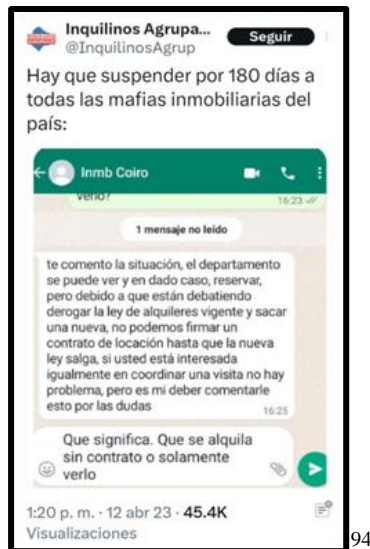 Inquilinos Agrupa...
@InquilinosAgrup
Seguir
Hay que suspender por 180 días a
todas las mafias inmobiliarias del
país:
Inmb Coiro
verlo?
16:23
1 mensaje no leído
te comento la situación, el departamento
se puede ver y en dado caso, reservar,
pero debido a que están debatiendo
derogar la ley de alquileres vigente y sacar
una nueva, no podemos firmar un
contrato de locación hasta que la nueva
ley salga, si usted está interesada
igualmente en coordinar una visita no hay
problema, pero es mi deber comentarle
esto por las dudas
16:25
Que significa. Que se alquila
sin contrato o solamente
verlo
1:20 p. m. · 12 abr 23 · 45.4K
Visualizaciones
94